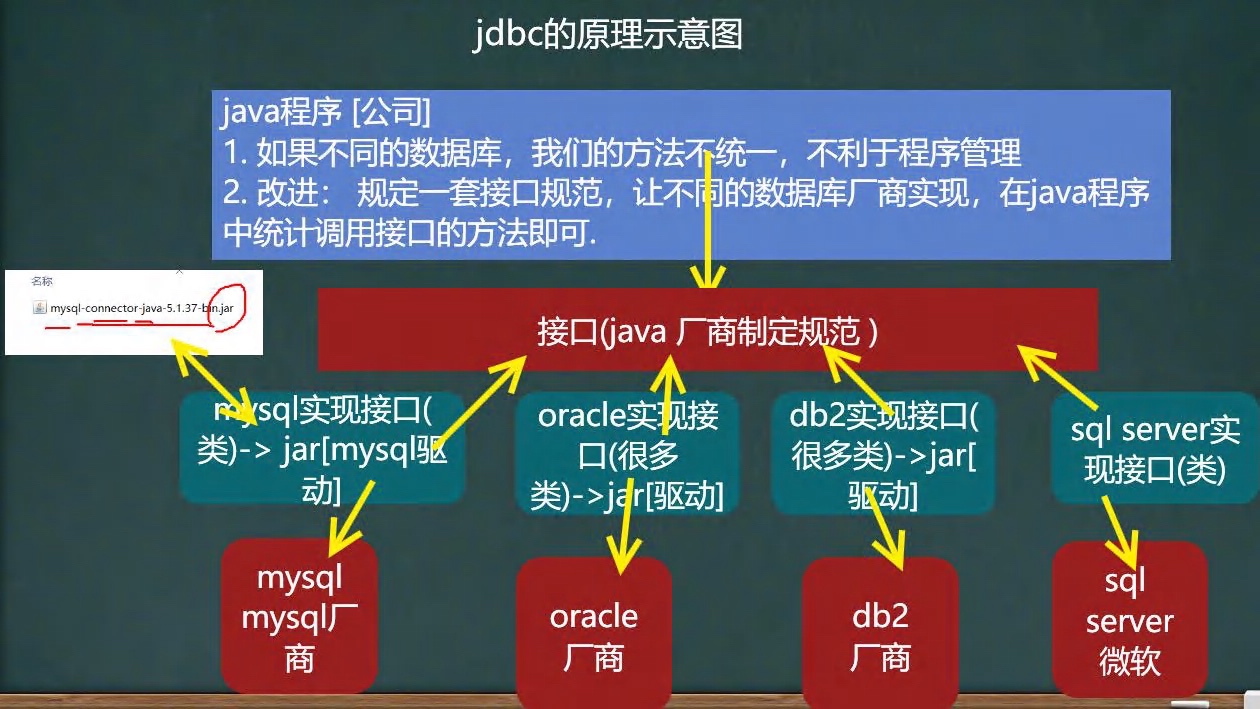 jdbc的原理示意图
java程序 [公司]
1. 如果不同的数据库，我们的方法不统一，不利于程序管理
2. 改进： 规定一套接口规范，让不同的数据库厂商实现，在java程序
中统计调用接口的方法即可.
名称
mysql-connector-java-5.1.37-bin.jar
接口(java 厂商制定规范 )
mysql实现接口(
类)-> jar[mysql驱
动]
oracle实现接
口(很多
类)->jar[驱动]
db2实现接口(
很多类)->jar[
驱动]
sql server实
现接口(类)
mysql
mysql厂
商
oracle
厂商
db2
厂商
sql
server
微软